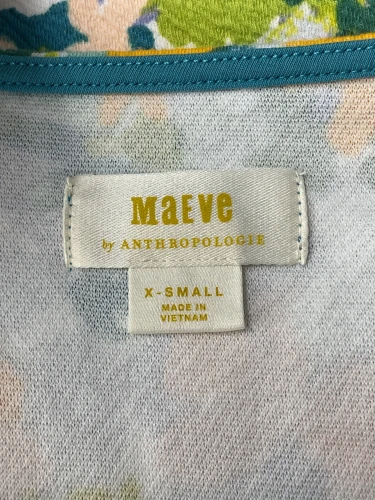 MaEve
by ANTHROPOLOGIE
X-SMALL
MADE IN
VIETNAM